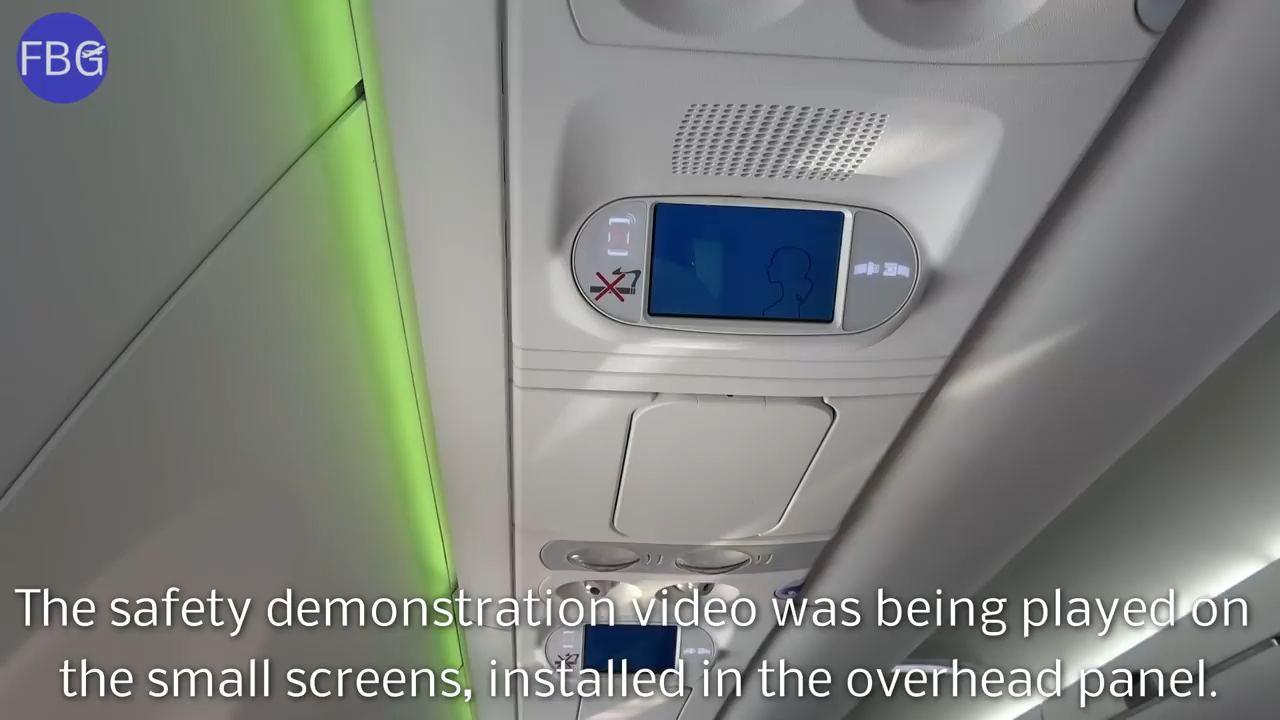 FBG
The safety demonstration video was being played on
the small screens, installed in the overhead panel.